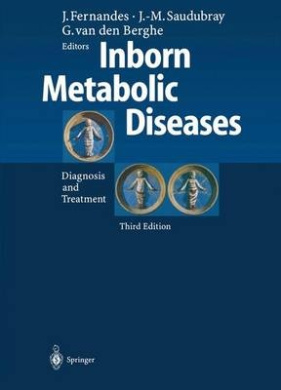 J. Fernandes · J.-M. Saudubray
G. van den Berghe
Editors
Inborn
Metabolic
Diseases
Diagnosis
and
Treatment
Third Edition
Springer